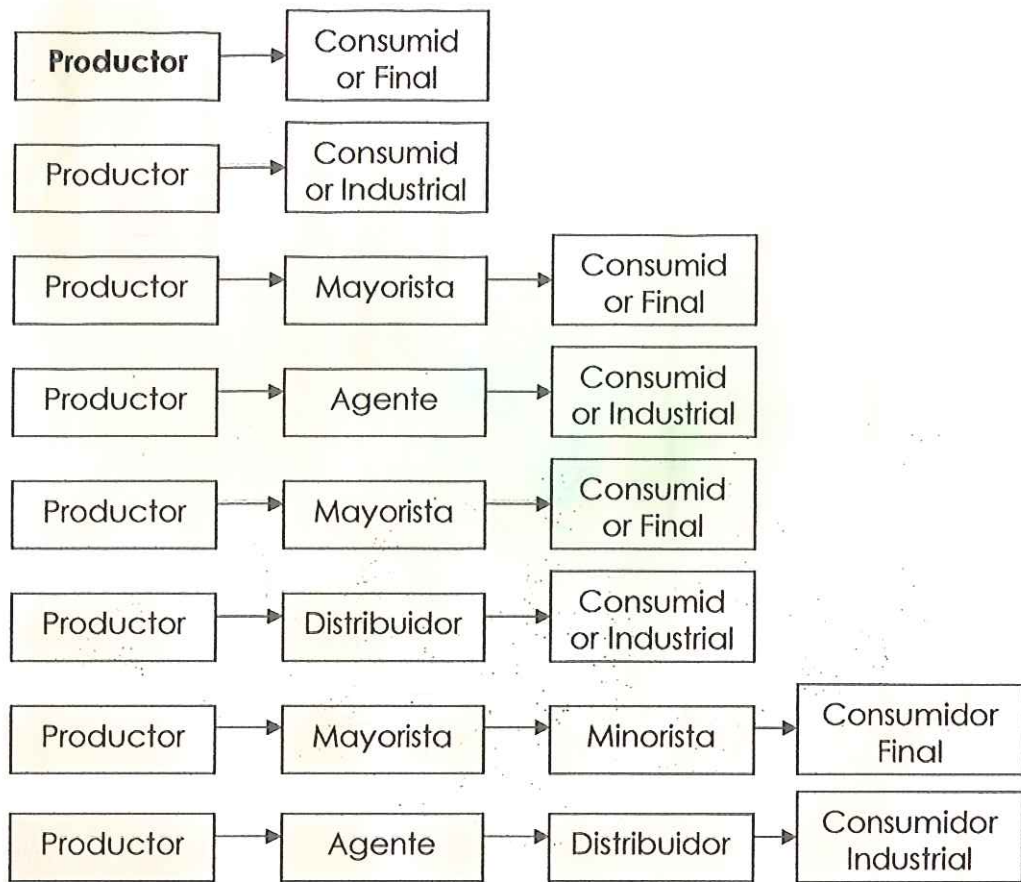 Productor
Consumid
or Final
Productor
Consumid
or Industrial
Productor
Mayorista
Consumid
or Final
Productor
Agente
Consumid
or Industrial
Productor
Mayorista
Consumid
or Final
Productor
Distribuidor
Consumid
or Industrial
Productor
Mayorista
Minorista
Consumidor
Final
Productor
Agente
Distribuidor
Consumidor
Industrial